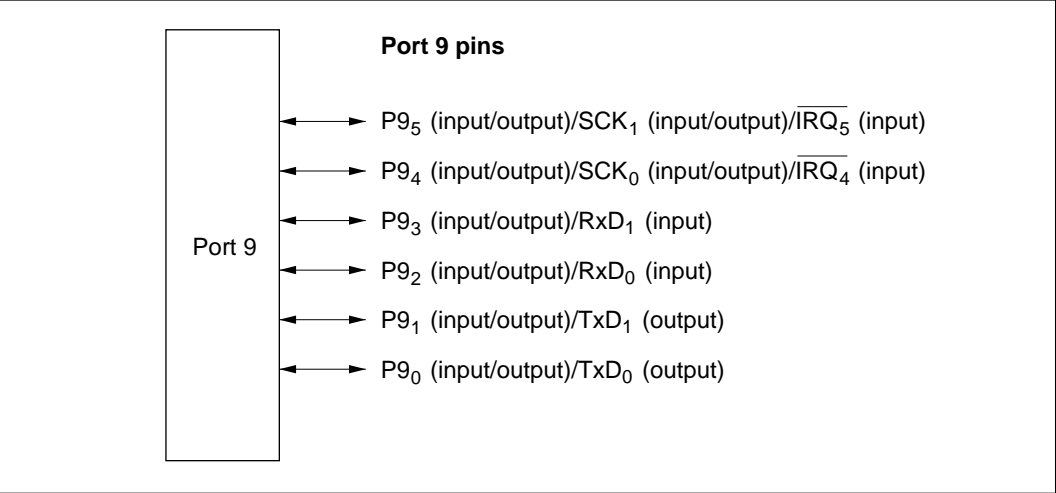 Port 9 pins
P9₅ (input/output)/SCK₁ (input/output)/I̅R̅Q̅₅̅ (input)
P9₄ (input/output)/SCK₀ (input/output)/I̅R̅Q̅₄̅ (input)
P9₃ (input/output)/RxD₁ (input)
Port 9
P9₂ (input/output)/RxD₀ (input)
P9₁ (input/output)/TxD₁ (output)
P9₀ (input/output)/TxD₀ (output)